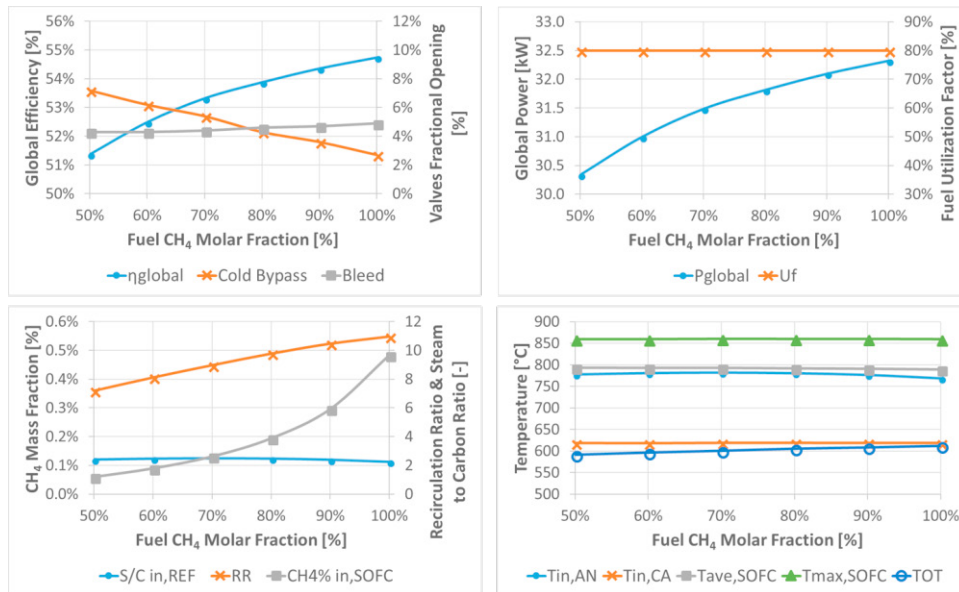 56%
55%
54%
53%
52%
51%
50%
Global Efficiency [%]
12%
10%
8%
6%
4%
2%
0%
Valves Fractional Opening
[%]
50% 60% 70% 80% 90% 100%
Fuel CH₄ Molar Fraction [%]
ηglobal Cold Bypass Bleed
33.0
32.5
32.0
31.5
31.0
30.5
30.0
Global Power [kW]
90%
80%
70%
60%
50%
40%
30%
Fuel Utilization Factor [%]
50% 60% 70% 80% 90% 100%
Fuel CH₄ Molar Fraction [%]
Pglobal Uf
0.6%
0.5%
0.4%
0.3%
0.2%
0.1%
0.0%
CH₄ Mass Fraction [%]
12
10
8
6
4
2
0
Recirculation Ratio & Steam
to Carbon Ratio [-]
50% 60% 70% 80% 90% 100%
Fuel CH₄ Molar Fraction [%]
S/C in,REF RR CH4% in,SOFC
900
850
800
750
700
650
600
550
500
Temperature [°C]
50% 60% 70% 80% 90% 100%
Fuel CH₄ Molar Fraction [%]
Tin,AN Tin,CA Tave,SOFC Tmax,SOFC TOT